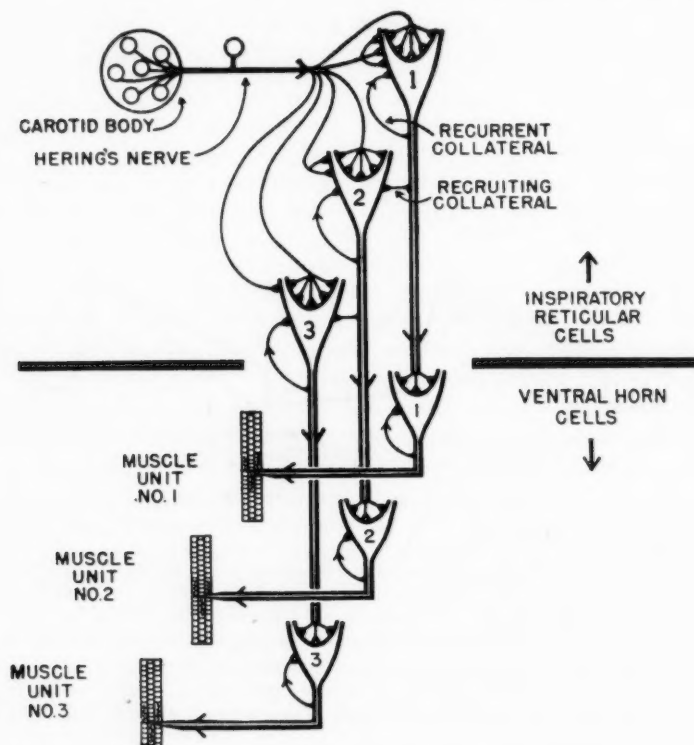 CAROTID BODY
HERING'S NERVE
1
RECURRENT
COLLATERAL
2
RECRUITING
COLLATERAL
3
INSPIRATORY
RETICULAR
CELLS
VENTRAL HORN
CELLS
1
MUSCLE
UNIT
.NO.1
2
MUSCLE
UNIT
NO.2
3
MUSCLE
UNIT
NO.3